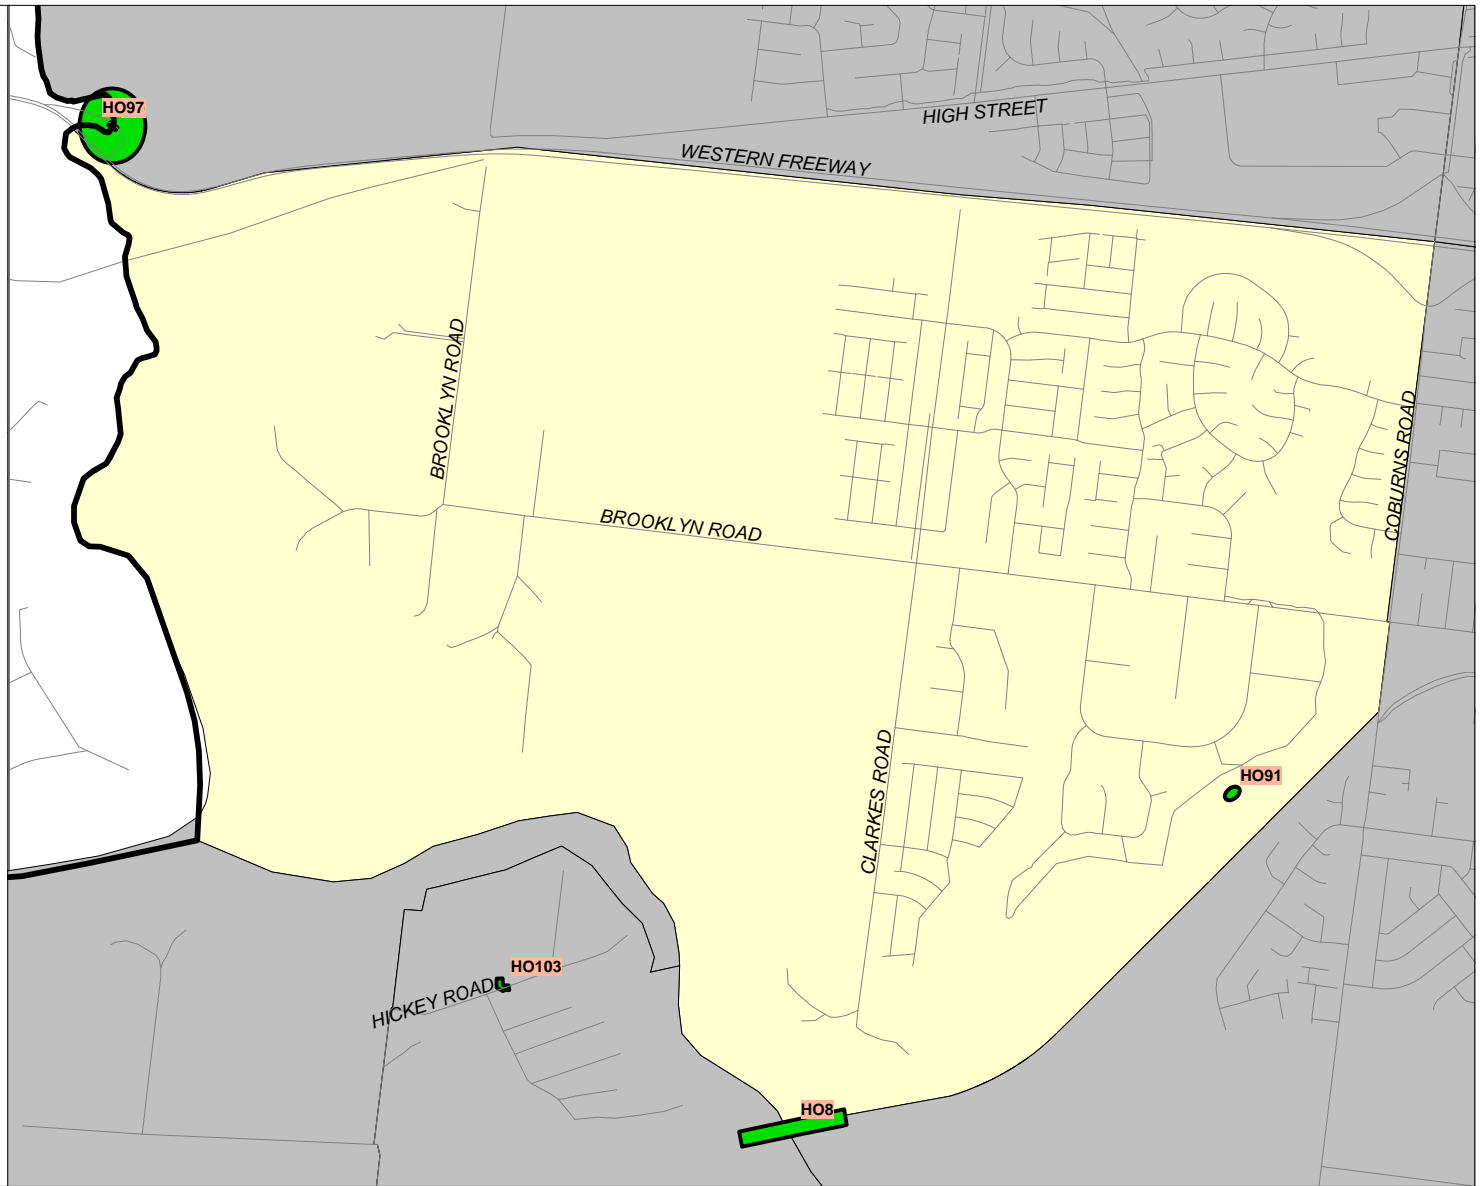 HO97
HIGH STREET
WESTERN FREEWAY
BROOKLYN ROAD
COBURNS ROAD
BROOKLYN ROAD
CLARKES ROAD
HO91
HO103
HICKEY ROAD
HO8